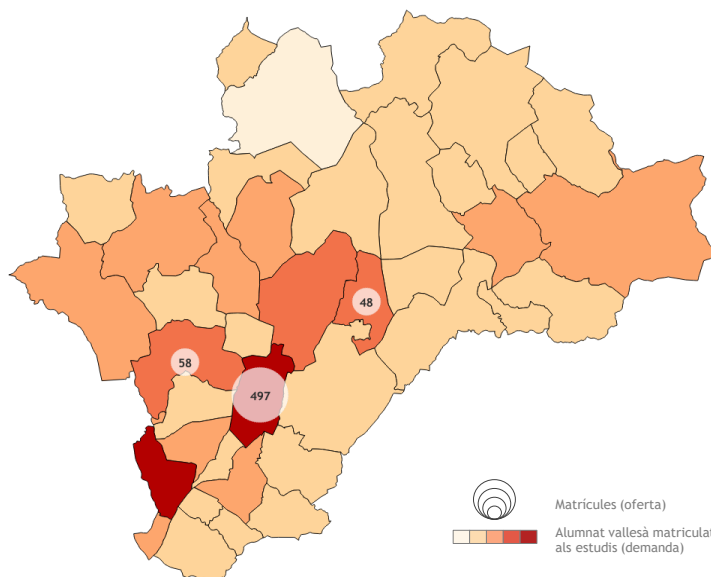 48
58
497
Matrícules (oferta)
Alumnat vallesà matriculat
als estudis (demanda)